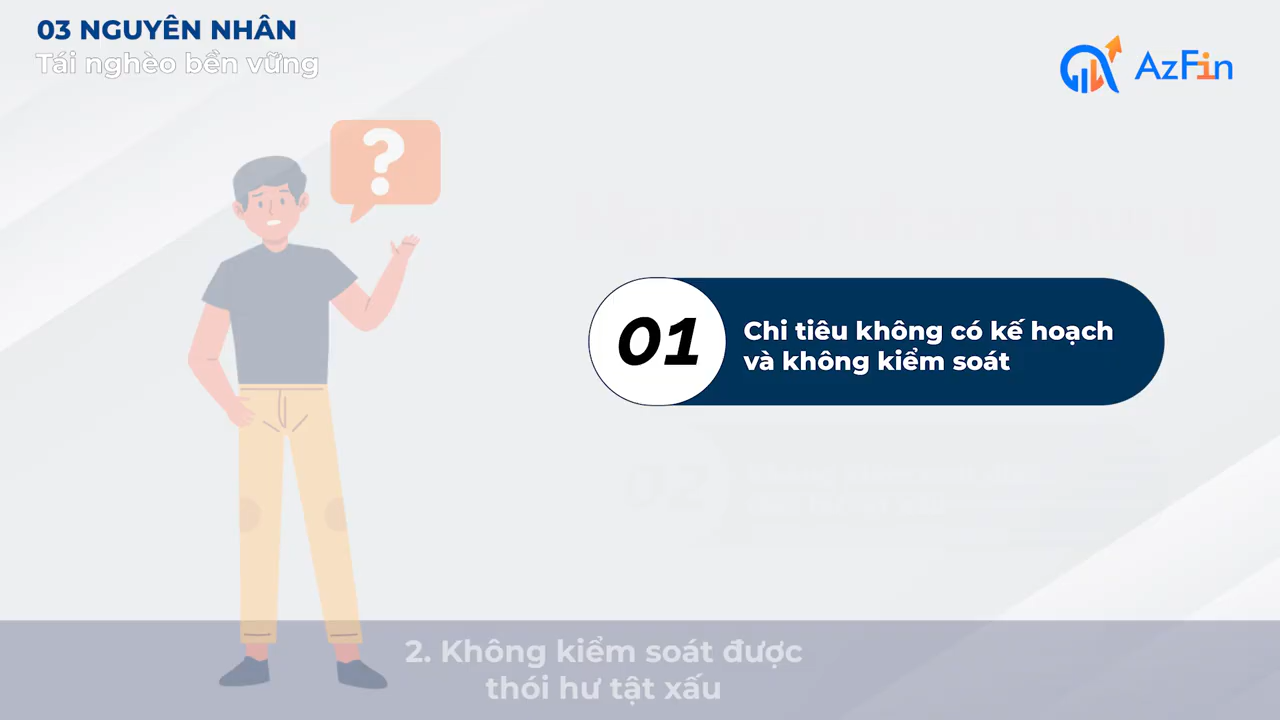 03 NGUYÊN NHÂN
Tái nghèo bền vững
AzFin
?
01
Chi tiêu không có kế hoạch
và không kiểm soát
02
2. Không kiểm soát được
thói hư tật xấu